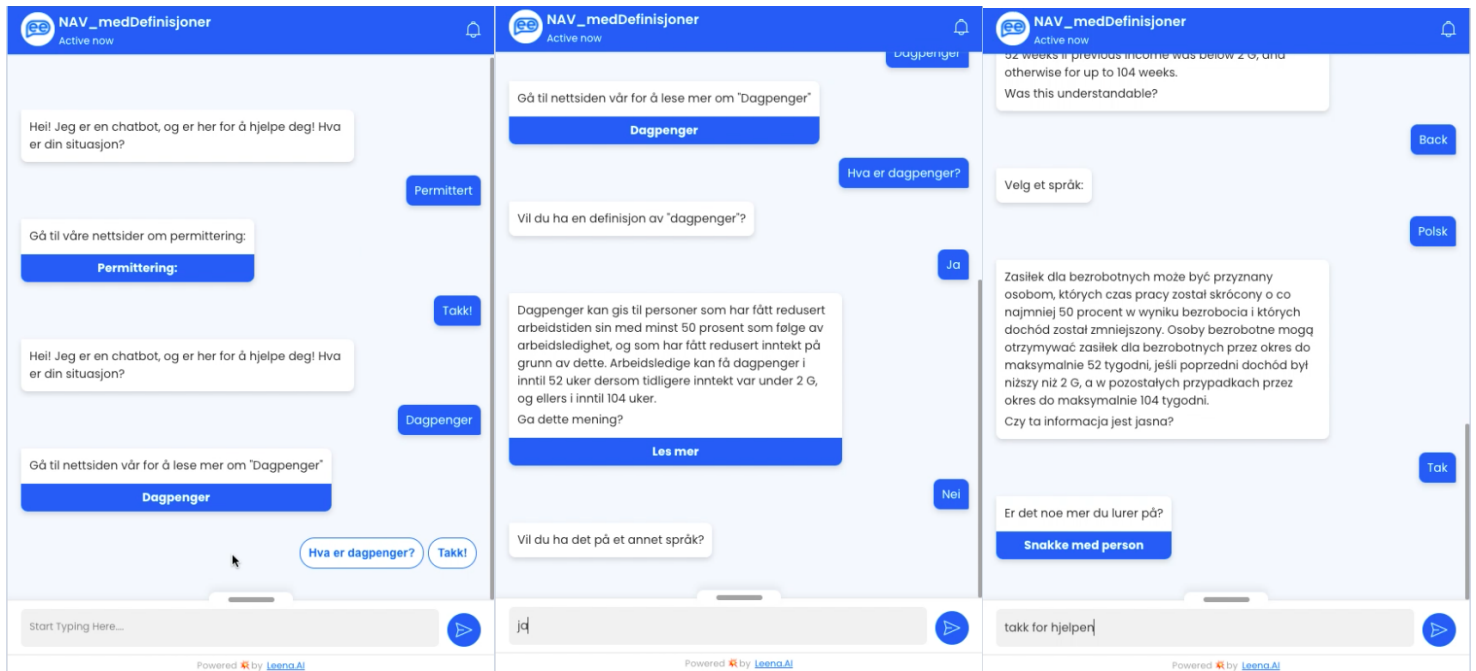 NAV_medDefinisjoner
Active now
Hei! Jeg er en chatbot, og er her for å hjelpe deg! Hva
er din situasjon?
Permittert
Gå til våre nettsider om permittering:
Permittering:
Takk!
Hei! Jeg er en chatbot, og er her for å hjelpe deg! Hva
er din situasjon?
Dagpenger
Gå til nettsiden vår for å lese mer om "Dagpenger"
Dagpenger
Hva er dagpenger?
Takk!
Start Typing Here...
Powered by Leena.AI
NAV_medDefinisjoner
Active now
Dagpenger
Gå til nettsiden vår for å lese mer om "Dagpenger"
Dagpenger
Hva er dagpenger?
Vil du ha en definisjon av "dagpenger"?
Ja
Dagpenger kan gis til personer som har fått redusert
arbeidstiden sin med minst 50 prosent som følge av
arbeidsledighet, og som har fått redusert inntekt på
grunn av dette. Arbeidsledige kan få dagpenger i
inntil 52 uker dersom tidligere inntekt var under 2 G,
og ellers i inntil 104 uker.
Ga dette mening?
Les mer
Nei
Vil du ha det på et annet språk?
ja
Powered by Leena.AI
NAV_medDefinisjoner
Active now
52 weeks if previous income was below 2 G, and
otherwise for up to 104 weeks.
Was this understandable?
Back
Velg et språk:
Polsk
Zasiłek dla bezrobotnych może być przyznany
osobom, których czas pracy został skrócony o co
najmniej 50 procent w wyniku bezrobocia i których
dochód został zmniejszony. Osoby bezrobotne mogą
otrzymywać zasiłek dla bezrobotnych przez okres do
maksymalnie 52 tygodni, jeśli poprzedni dochód był
niższy niż 2 G, a w pozostałych przypadkach przez
okres do maksymalnie 104 tygodni.
Czy ta informacja jest jasna?
Tak
Er det noe mer du lurer på?
Snakke med person
takk for hjelpen
Powered by Leena.AI